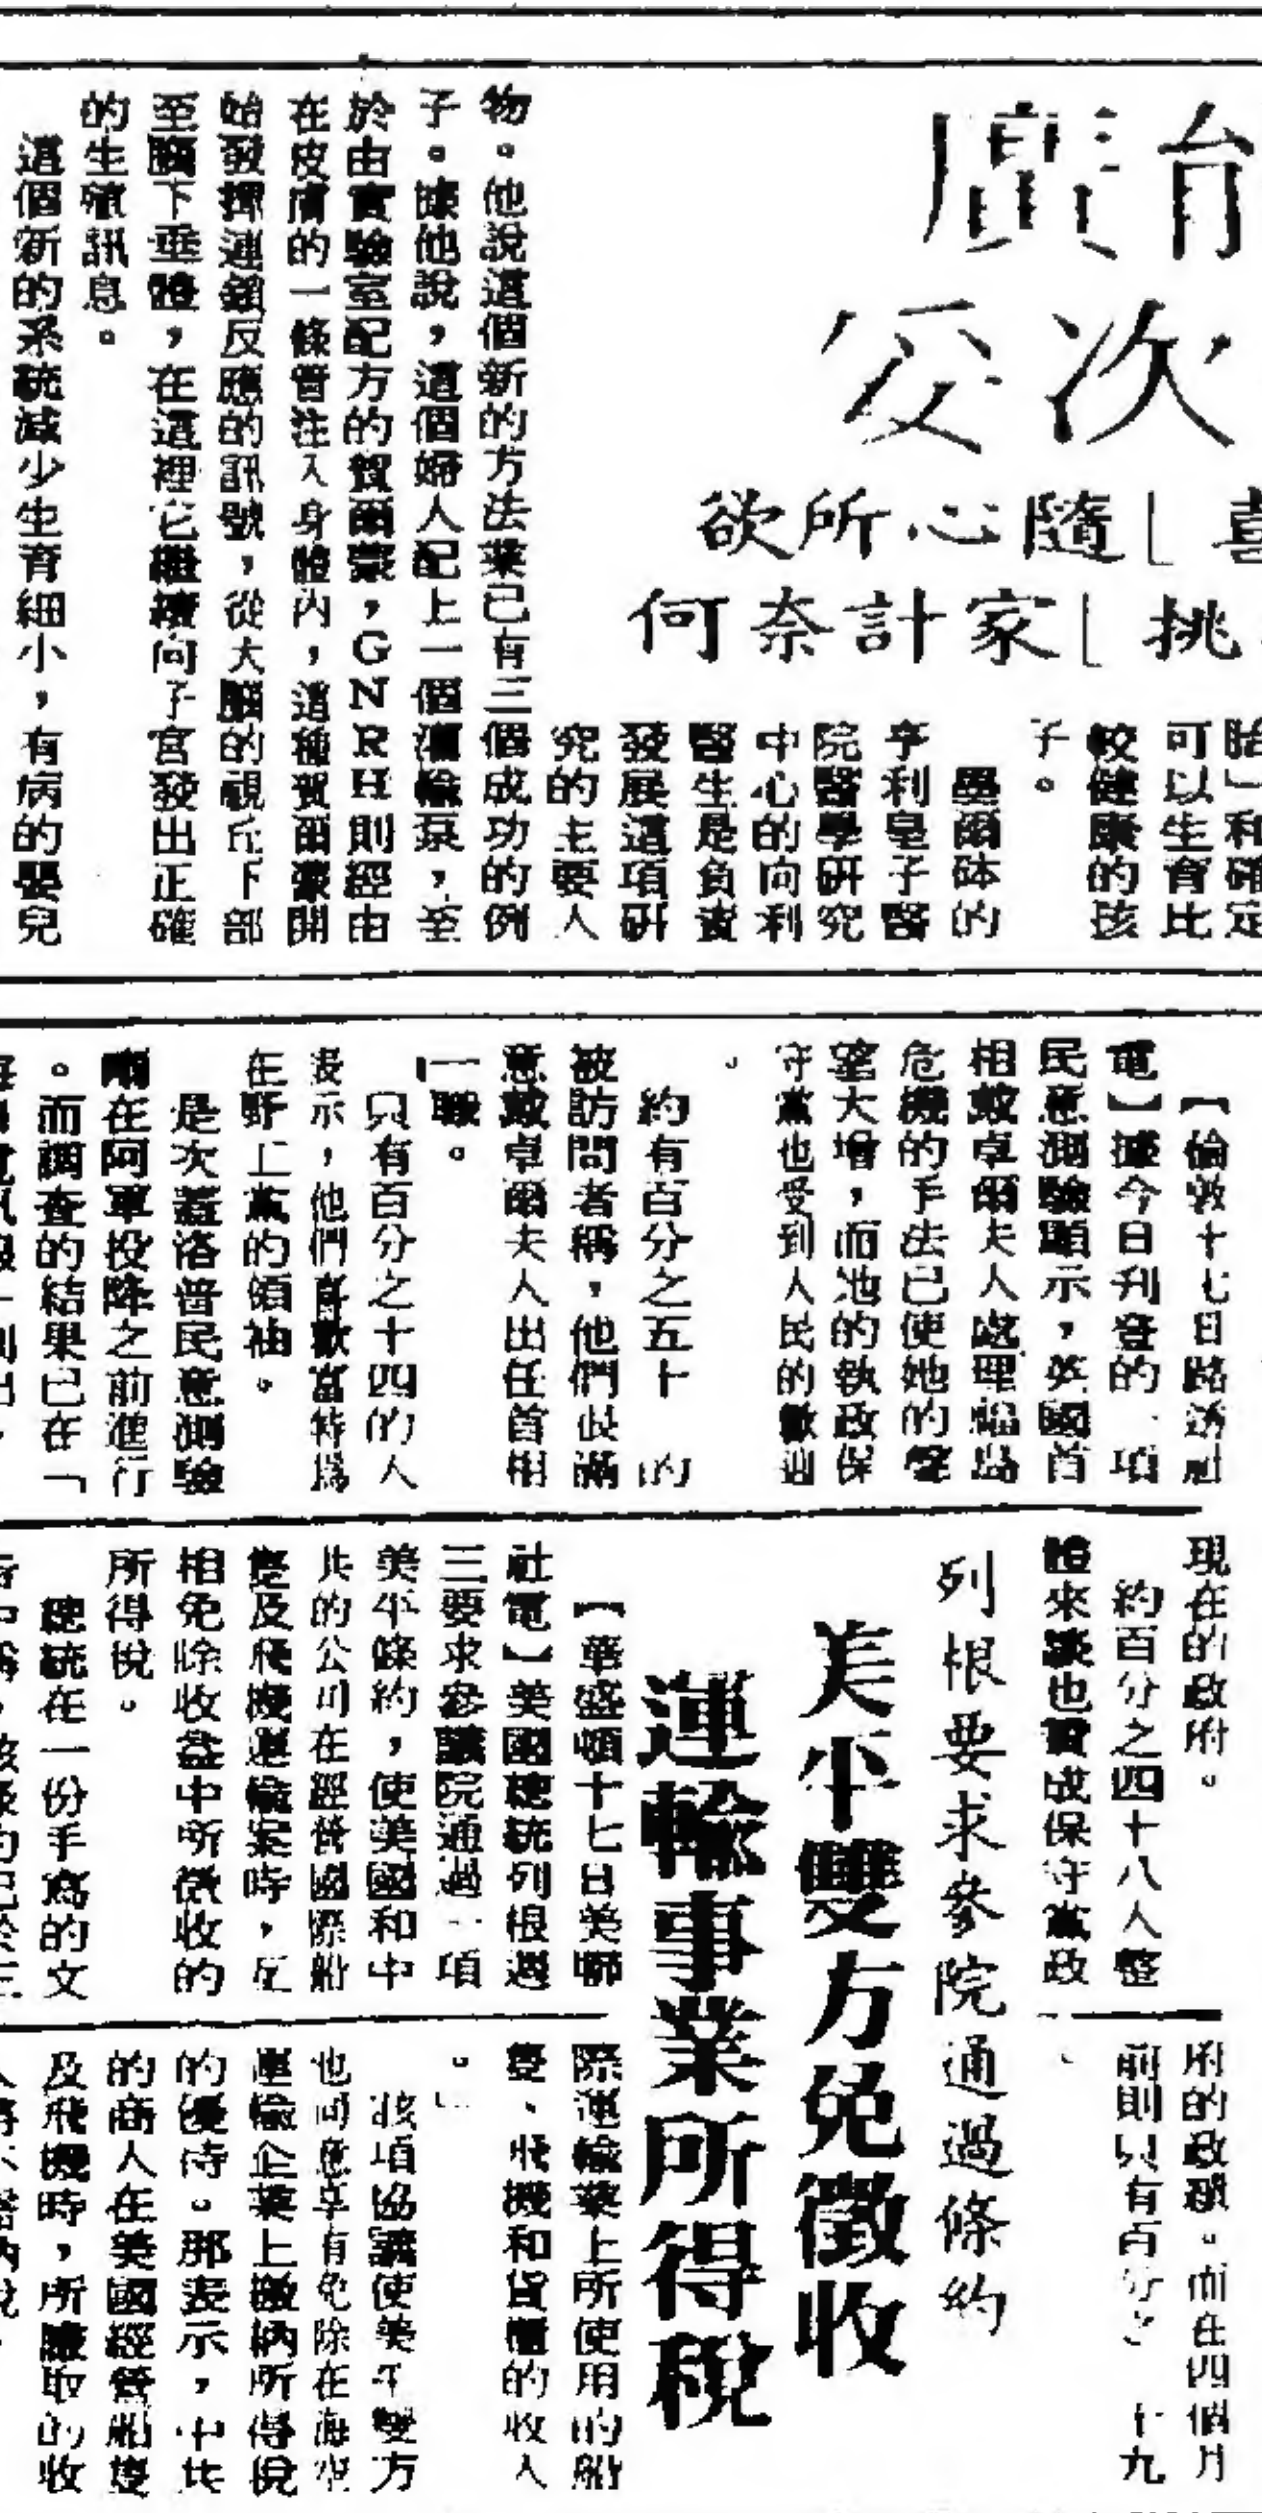 育
廣
次
受
喜
」隨心所欲
挑
」家計奈何
胎」和確定
可以生育比
較健康的孩
子。
墨爾砵的
亨利皇子醫
院醫學研究
中心的向利
醫生是負責
發展這項研
究的主要人
物。他說這個新的方法業已有三個成功的例
子。據他說,這個婦人配上一個運輸泵,至
於由實驗室配方的賀爾蒙,GNRH則經由
在皮膚的一條管注入身體內,這種賀爾蒙開
始發揮連鎖反應的訊號,從大腦的視丘下部
至腦下垂體,在這裡它繼續向子宮發出正確
的生殖訊息。
這個新的系統減少生育細小,有病的嬰兒
【倫敦十七日路透社
電】據今日刋登的一項
民意測驗顯示,英國首
相戴卓爾夫人處理福島
危機的手法已使她的聲
望大增,而她的執政保
守黨也受到人民的歡迎
。
約有百分之五十 的
被訪問者稱,他們很滿
意戴卓爾夫人出任首相
一職。
只有百分之十四的人
表示,他們喜歡富特爲
在野工黨的領袖。
是次蓋洛普民意測驗
剛在阿軍投降之前進行
。而調查的結果已在「
現在的政府。
約百分之四十八人整
體來談也贊成保守黨政
府的政績。而在四個月
前則只有百分之 十九
列根要求參院通過條約
美平雙方免徵收
運輸事業所得稅
【華盛頓十七日美聯
社電】美國總統列根週
三要求參議院通過一項
美平條約,使美國和中
共的公司在經營國際船
隻及飛機運輸業時,互
相免除收益中所徵收的
所得稅。
總統在一份手寫的文
際運輸業上所使用的船
隻、飛機和貨櫃的收入
。」
該項協議使美平雙方
也同意享有免除在海空
運輸企業上繳納所得稅
的優待。那表示,中共
的商人在美國經營船隻
及飛機時,所賺取的收